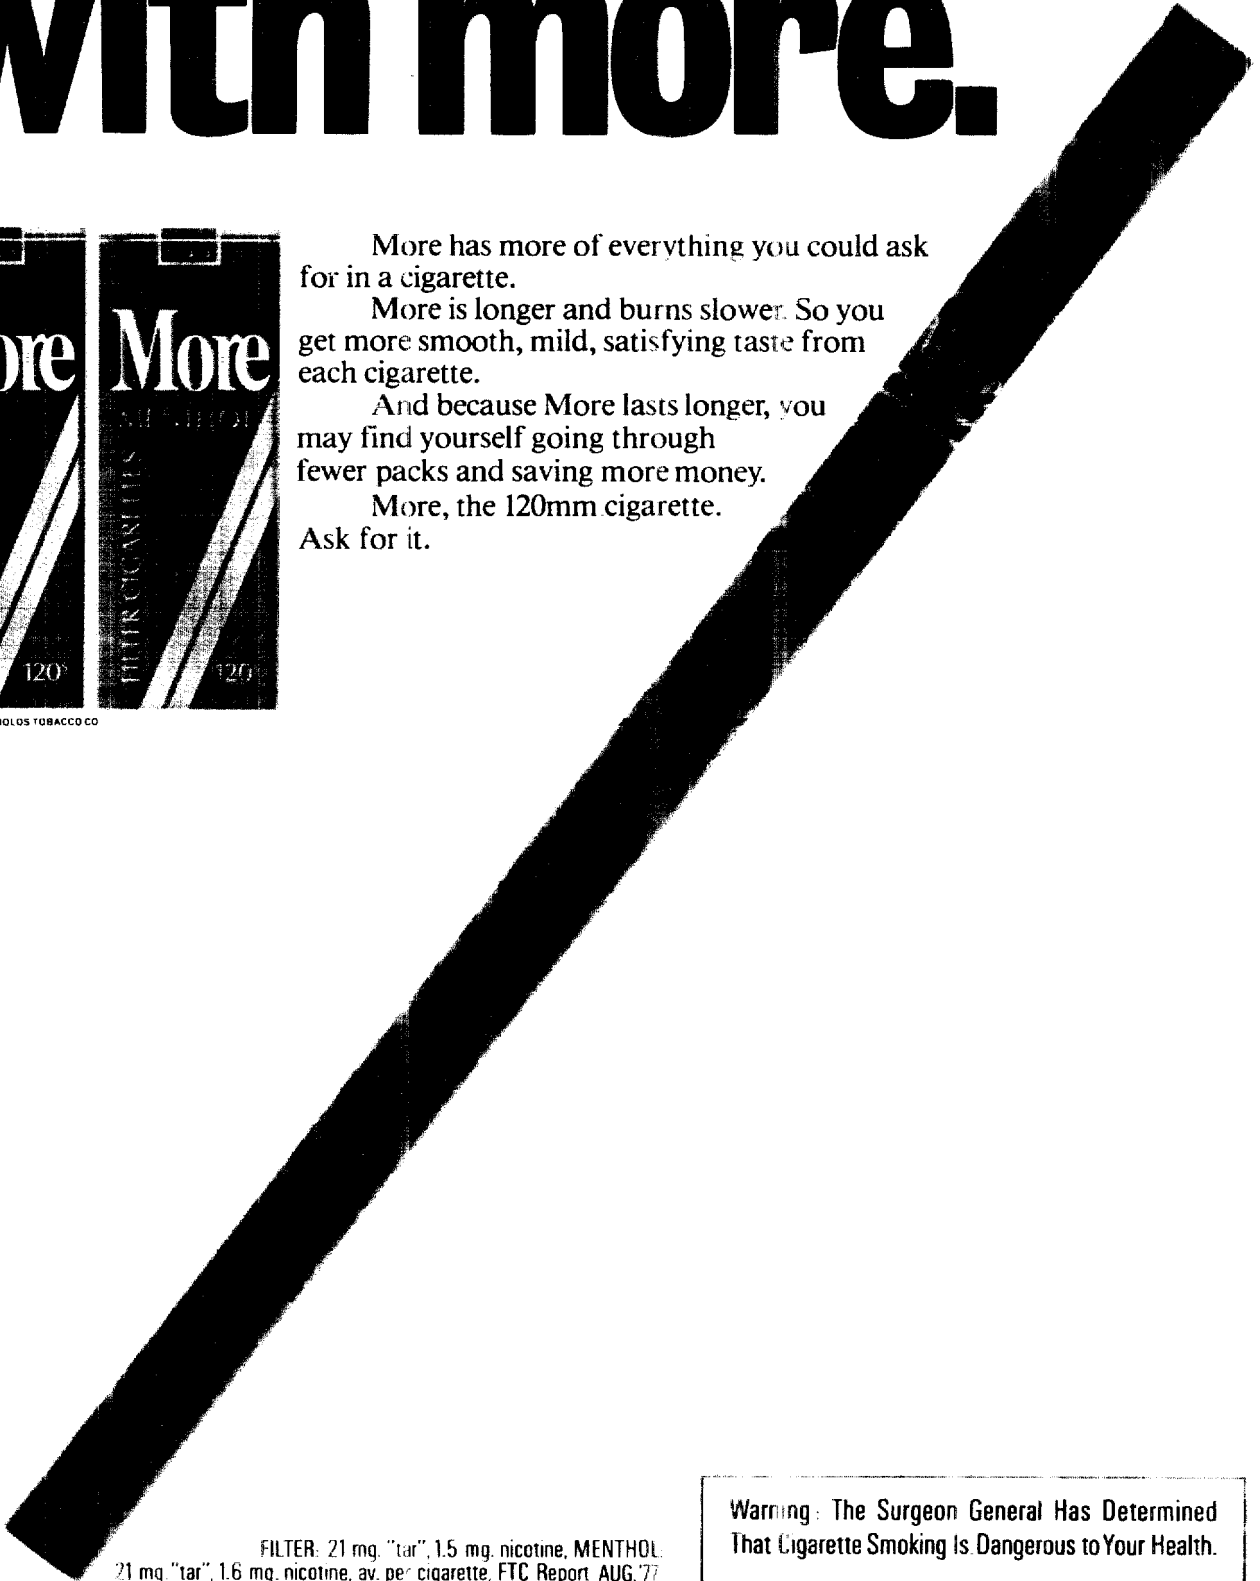 with more.
More
MENTHOL
FILTER CIGARETTES
120
120's
More has more of everything you could ask
for in a cigarette.
More is longer and burns slower. So you
get more smooth, mild, satisfying taste from
each cigarette.
And because More lasts longer, you
may find yourself going through
fewer packs and saving more money.
More, the 120mm cigarette.
Ask for it.
TOBACCO CO
FILTER: 21 mg. "tar", 1.5 mg. nicotine, MENTHOL:
21 mg. "tar", 1.6 mg. nicotine, av. per cigarette, FTC Report AUG. '77
Warning: The Surgeon General Has Determined
That Cigarette Smoking Is Dangerous to Your Health.